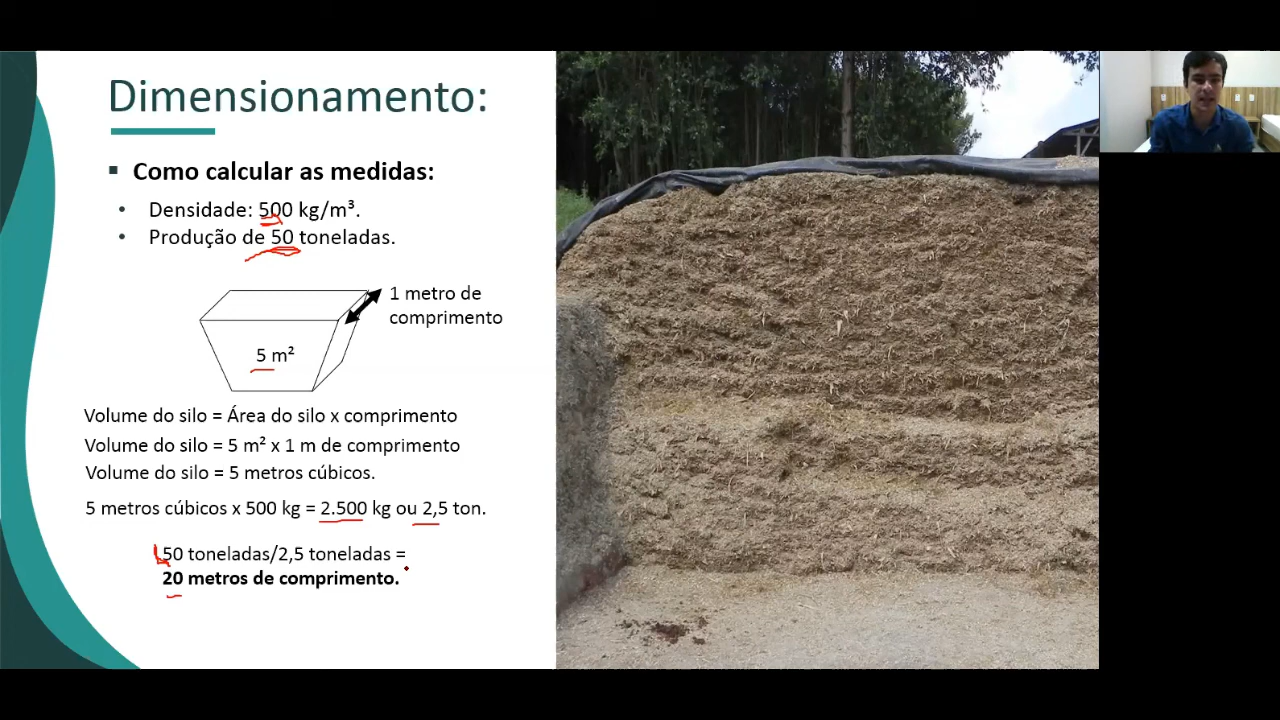 Dimensionamento:
▪ Como calcular as medidas:
• Densidade: 500 kg/m³.
• Produção de 50 toneladas.
1 metro de
comprimento
5 m²
Volume do silo = Área do silo x comprimento
Volume do silo = 5 m² x 1 m de comprimento
Volume do silo = 5 metros cúbicos.
5 metros cúbicos x 500 kg = 2.500 kg ou 2,5 ton.
50 toneladas/2,5 toneladas =
20 metros de comprimento.